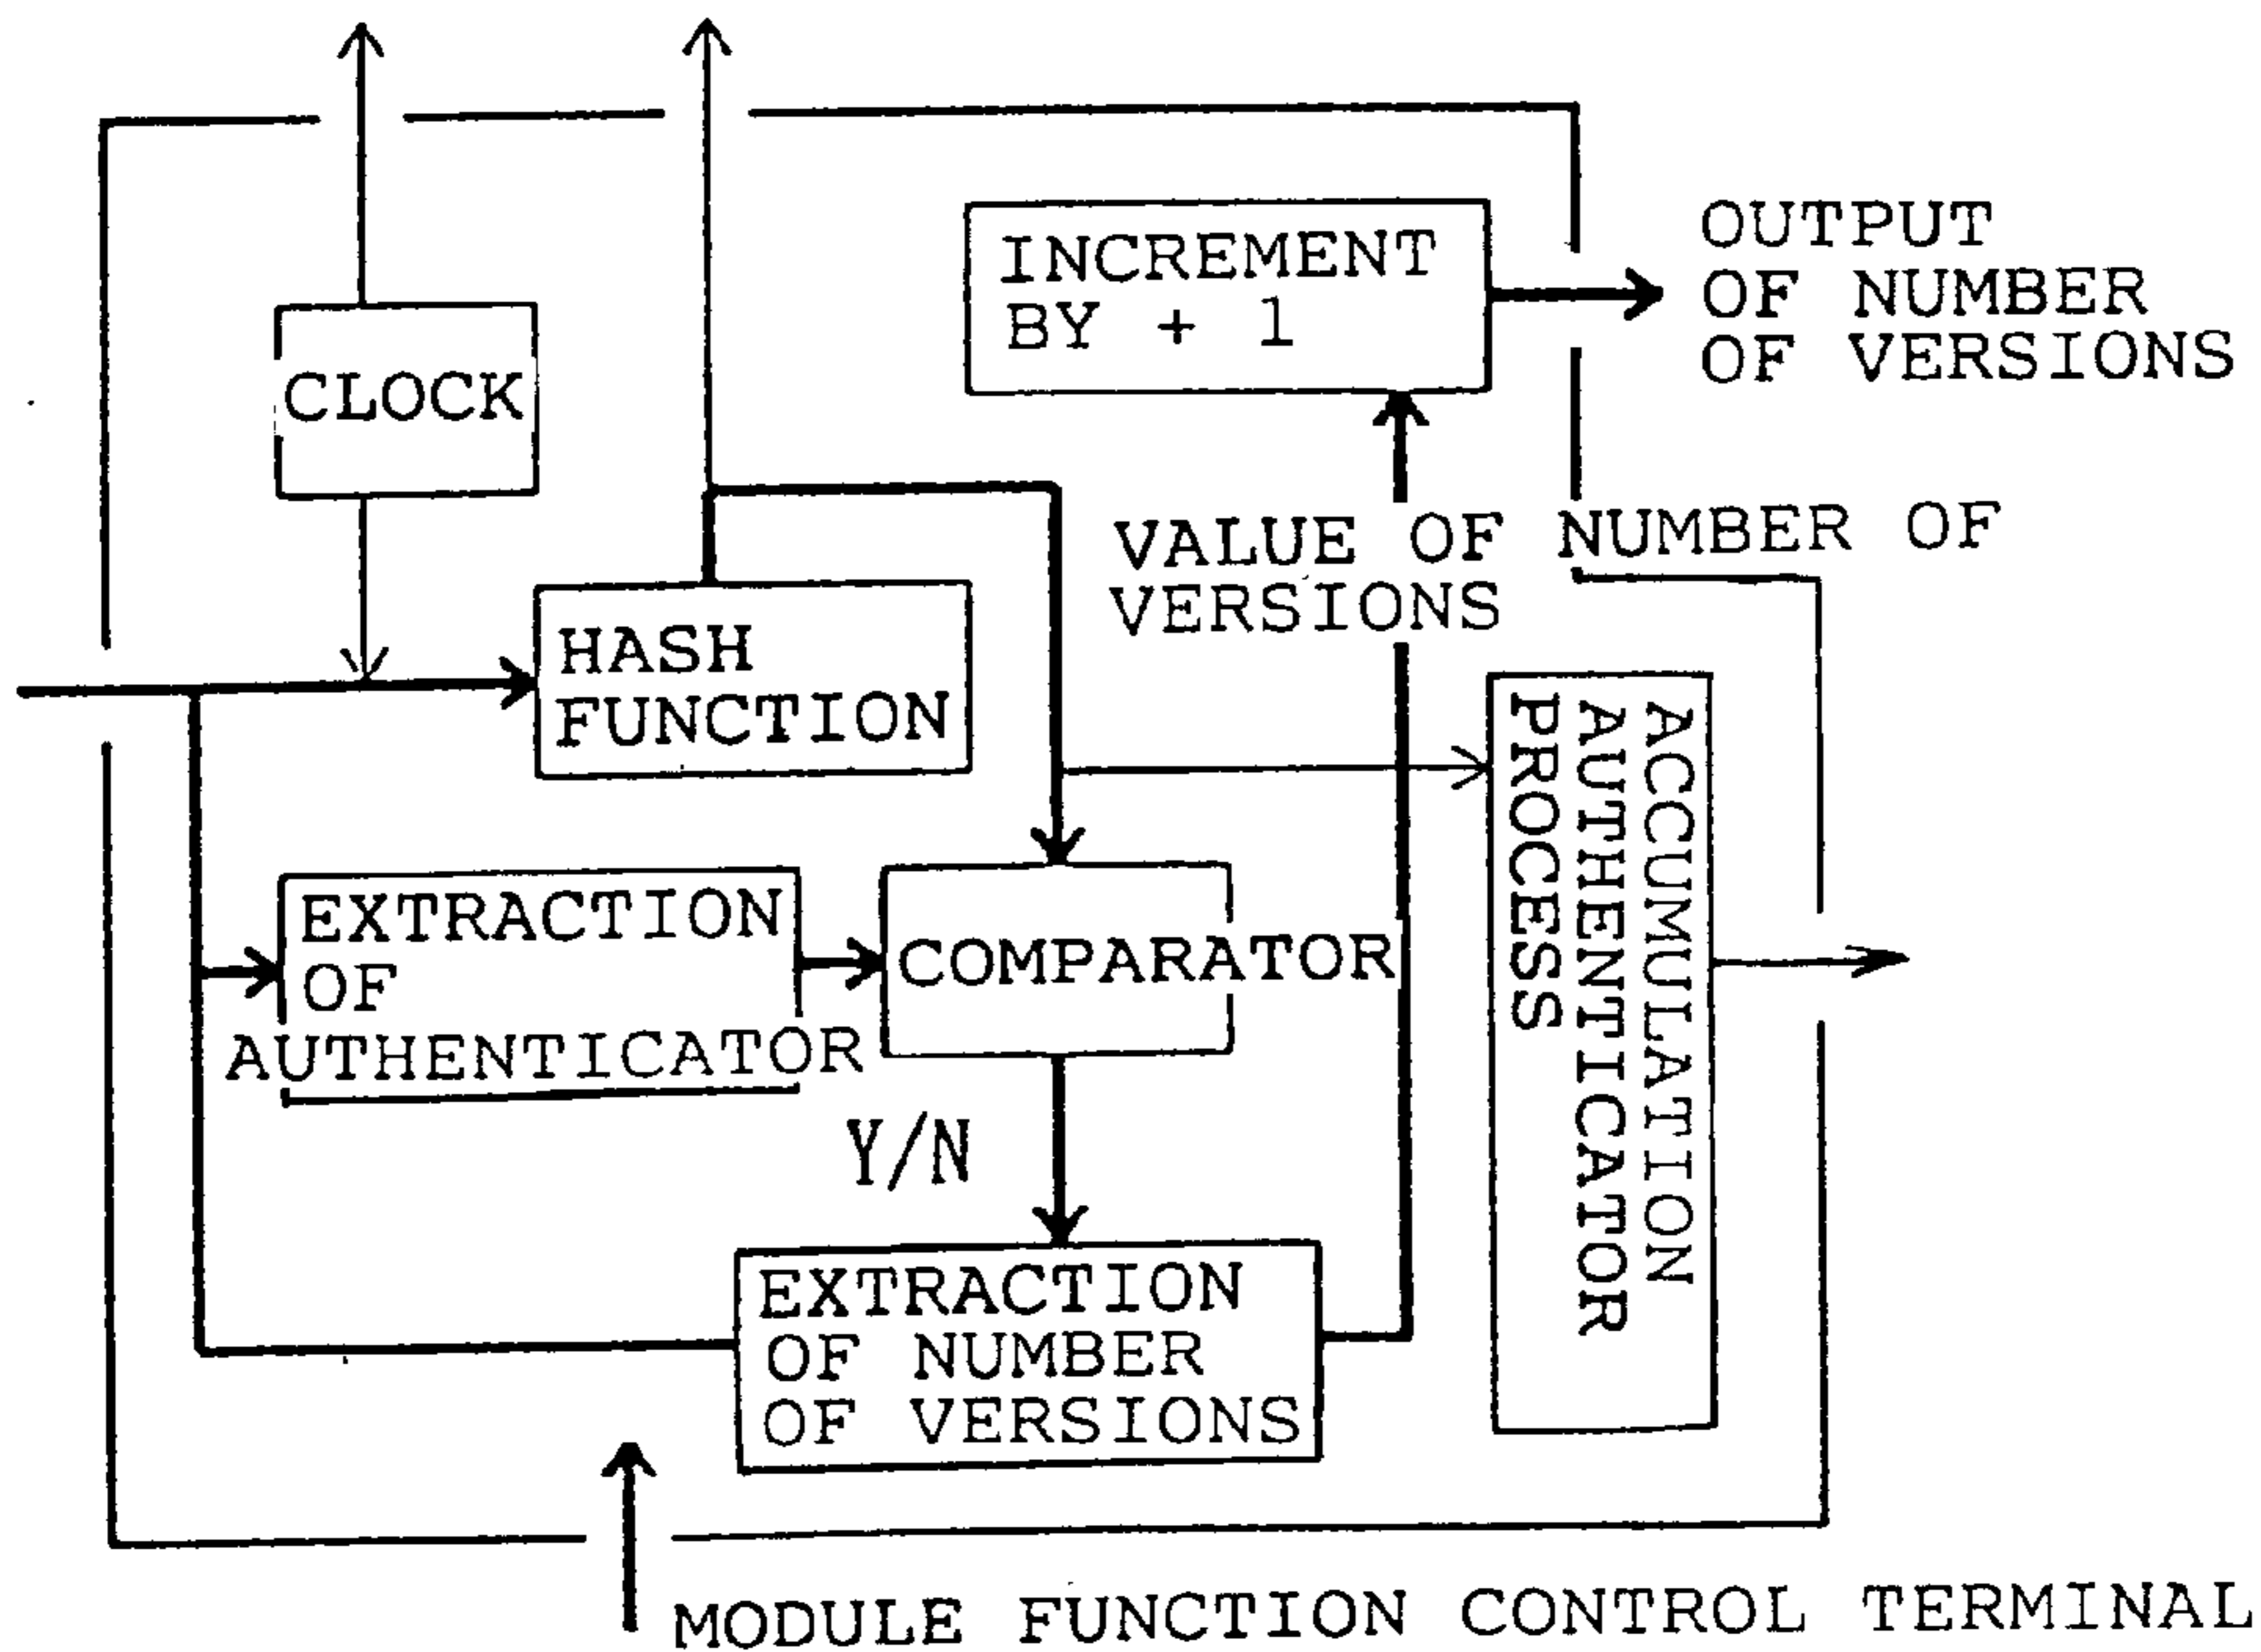 INCREMENT
BY + 1
OUTPUT
OF NUMBER
OF VERSIONS
CLOCK
VALUE OF NUMBER OF
VERSIONS
HASH
FUNCTION
ACCUMULATION
AUTHENTICATOR
PROCESS
EXTRACTION
OF
AUTHENTICATOR
COMPARATOR
Y/N
EXTRACTION
OF NUMBER
OF VERSIONS
MODULE FUNCTION CONTROL TERMINAL